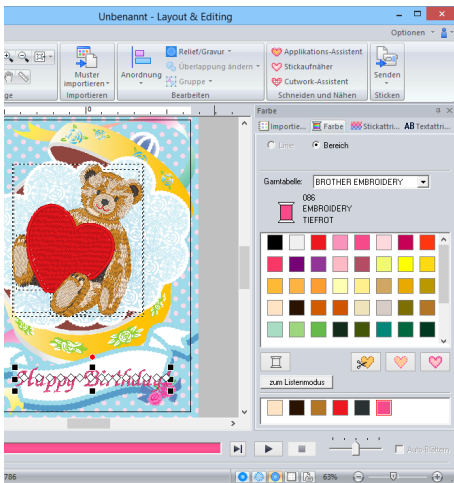 Unbenannt - Layout & Editing
Optionen
Muster
importieren
Anordnung
Relief/Gravur
Überlappung ändern
Gruppe
Applikations-Assistent
Stickaufnäher
Cutwork-Assistent
Senden
ge
Importieren
Bearbeiten
Schneiden und Nähen
Sticken
0
Farbe
Importie...
Farbe
Stickattri...
AB Textattri...
Linie
Bereich
Garntabelle:
BROTHER EMBROIDERY
086
EMBROIDERY
TIEFROT
zum Listenmodus
Happy Birthday
Auto-Blättern
786
63%